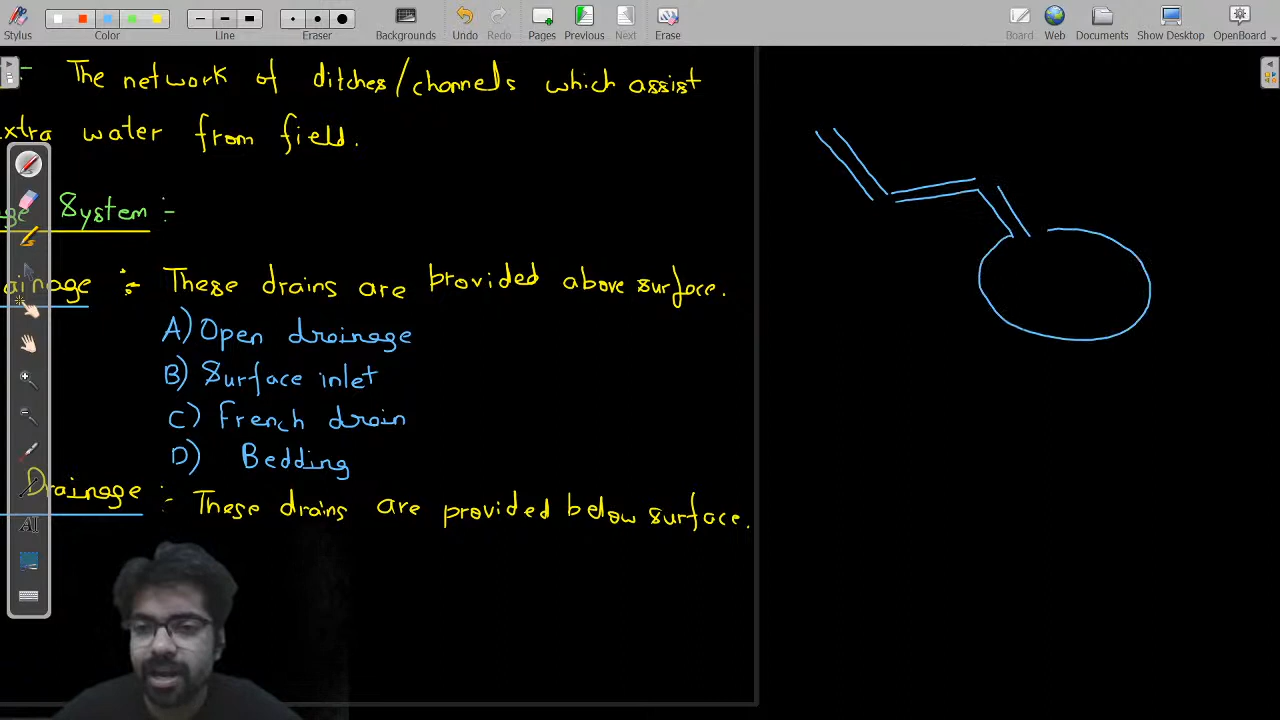 Stylus Color Line Eraser Backgrounds Undo Pages Previous Next Erase Board Web Documents Show Desktop OpenBoard
:- The network of ditches/channels which assist
extra water from field.
System :-
ainage :- These drains are provided above surface.
A) Open drainage
B) Surface inlet
C) French drain
D) Bedding
Drainage :- These drains are provided below surface.